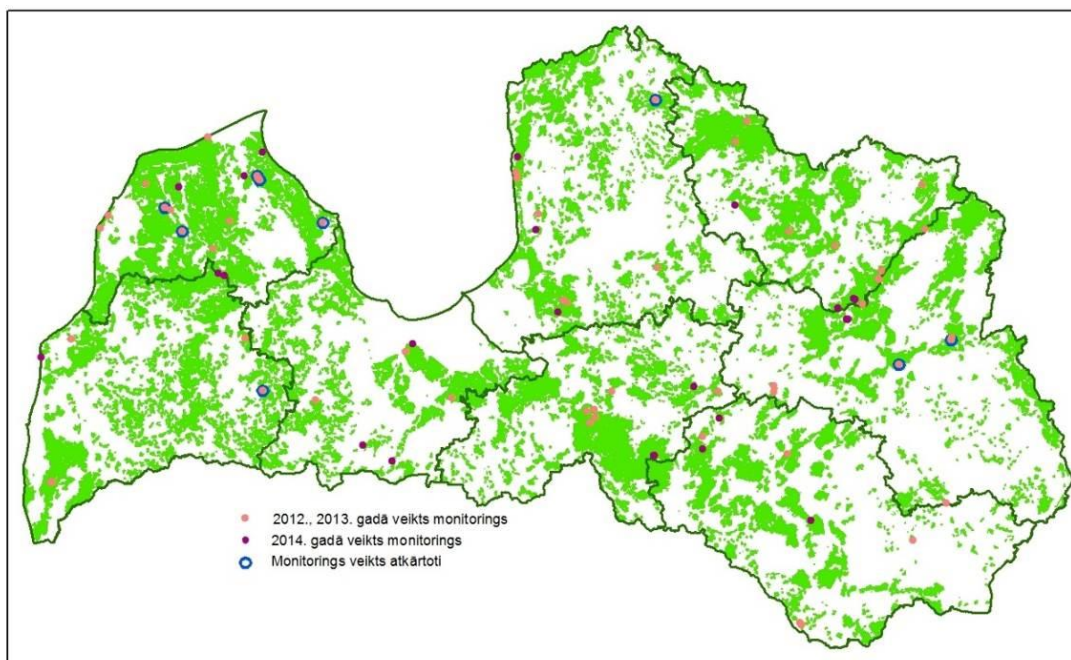 2012., 2013. gadā veikts monitorings
2014. gadā veikts monitorings
Monitorings veikts atkārtoti